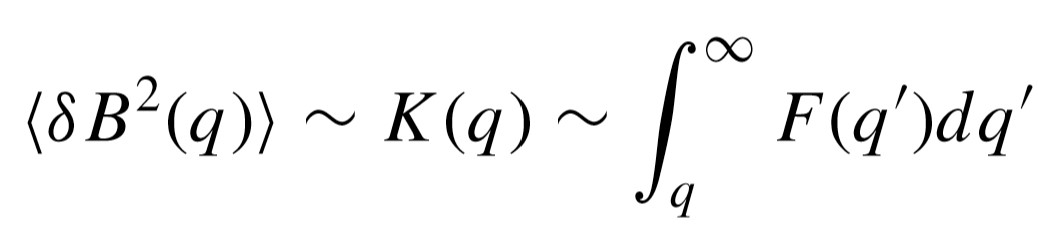 ⟨δB²(q)⟩ ∼ K(q) ∼ ∫_q^∞ F(q′)dq′